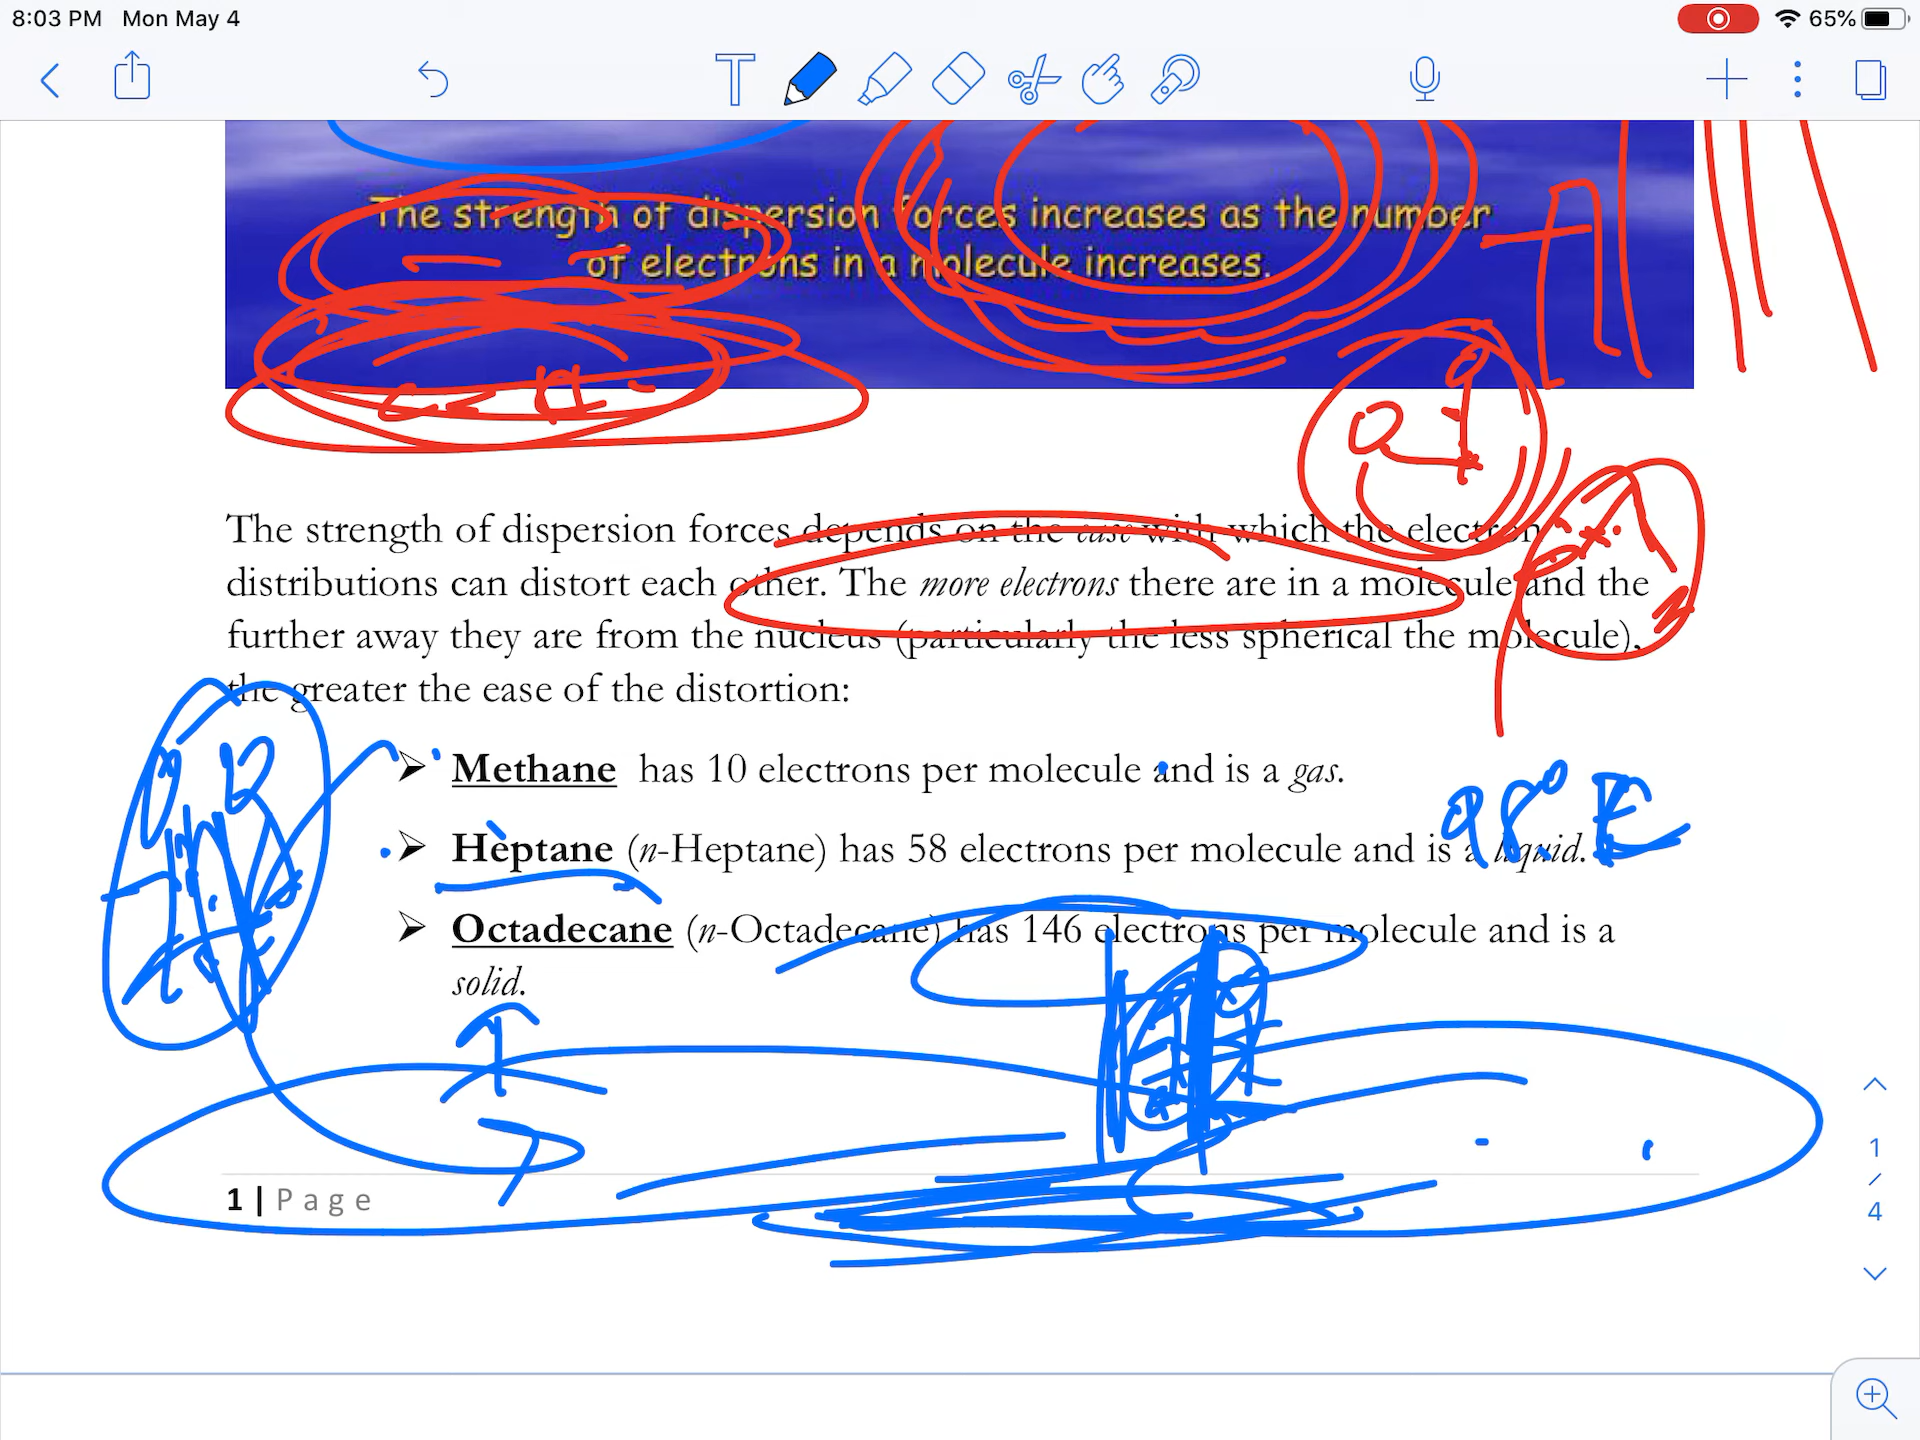 8:03 PM Mon May 4
65%
The strength of dispersion forces increases as the number
of electrons in a molecule increases.
The strength of dispersion forces depends on the ease with which the electron
distributions can distort each other. The more electrons there are in a molecule and the
further away they are from the nucleus (particularly the less spherical the molecule),
the greater the ease of the distortion:
➢ Methane has 10 electrons per molecule and is a gas.
98°
➢ Heptane (n-Heptane) has 58 electrons per molecule and is a liquid.
➢ Octadecane (n-Octadecane) has 146 electrons per molecule and is a
solid.
1 | Page
1
/
4